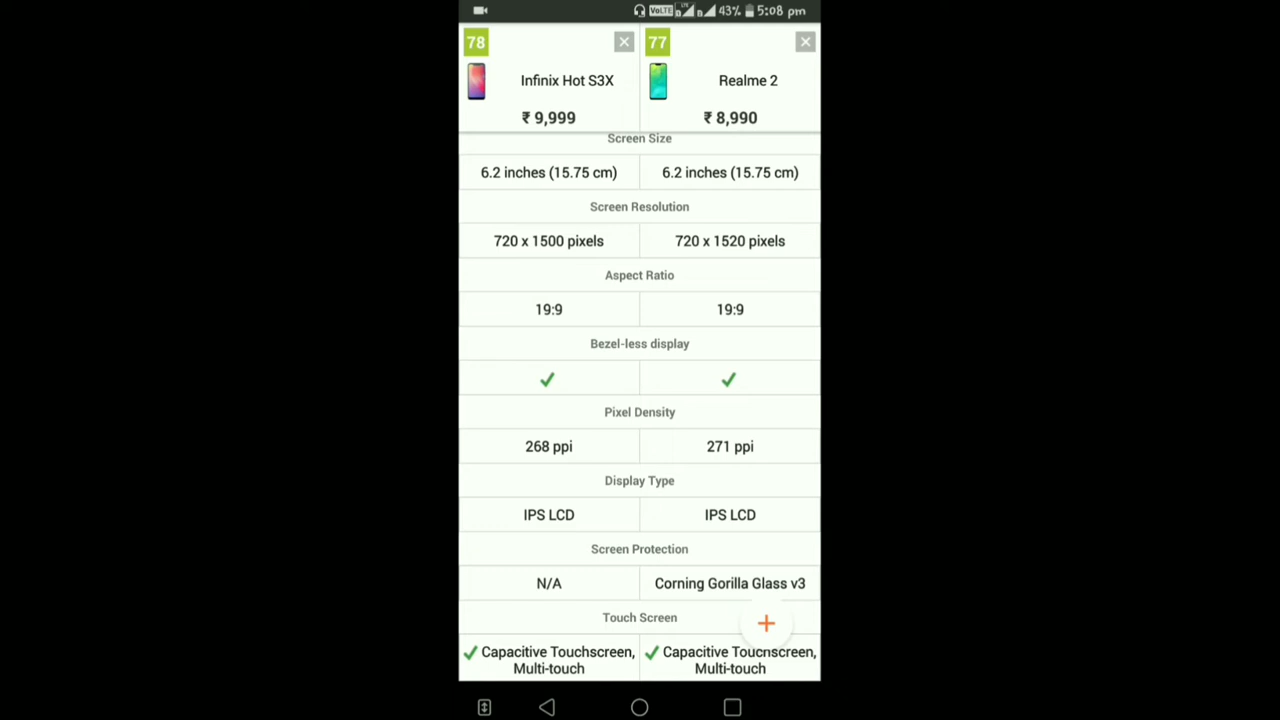 VoLTE LTE 43% 5:08 pm
78 77
Infinix Hot S3X Realme 2
₹ 9,999 ₹ 8,990
Screen Size
6.2 inches (15.75 cm) 6.2 inches (15.75 cm)
Screen Resolution
720 x 1500 pixels 720 x 1520 pixels
Aspect Ratio
19:9 19:9
Bezel-less display
Pixel Density
268 ppi 271 ppi
Display Type
IPS LCD IPS LCD
Screen Protection
N/A Corning Gorilla Glass v3
Touch Screen
Capacitive Touchscreen, Capacitive Touchscreen,
Multi-touch Multi-touch